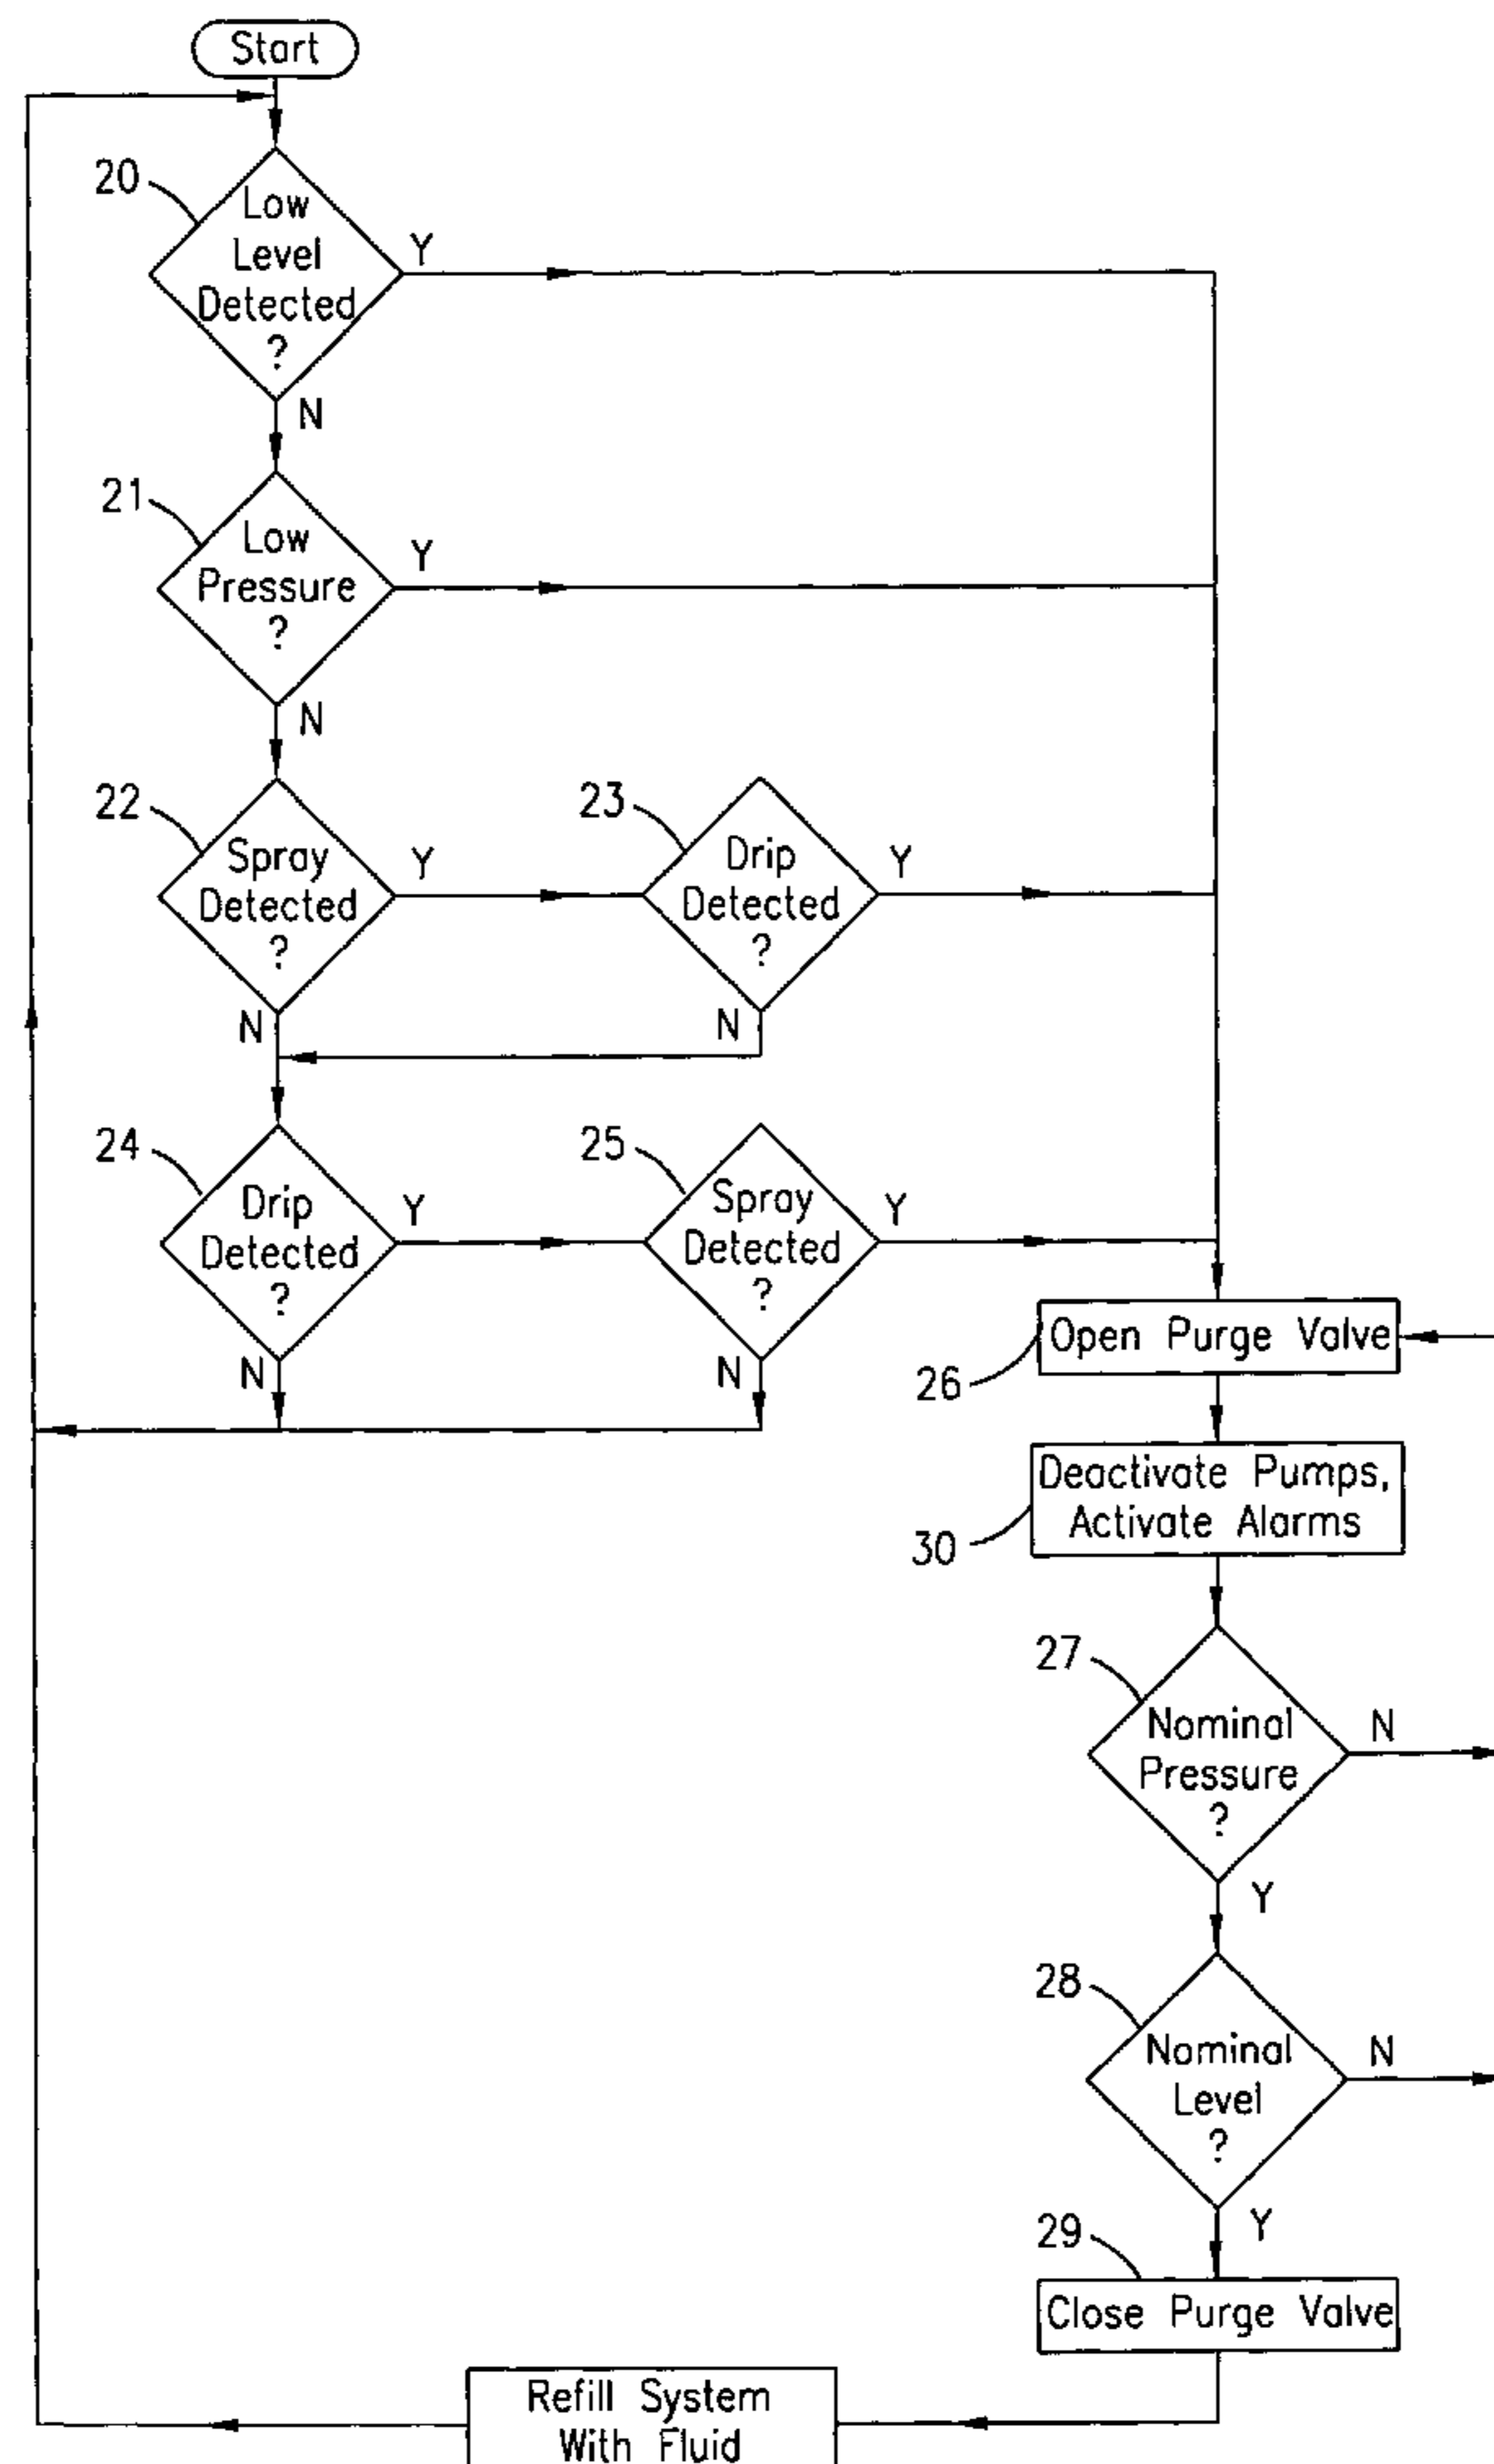 Start
20
Low
Level
Detected
?
Y
N
21
Low
Pressure
?
Y
N
22
Spray
Detected
?
Y
N
23
Drip
Detected
?
Y
N
24
Drip
Detected
?
Y
N
25
Spray
Detected
?
Y
N
Open Purge Valve
26
Deactivate Pumps,
Activate Alarms
30
27
Nominal
Pressure
?
N
Y
28
Nominal
Level
?
N
Y
29
Close Purge Valve
Refill System
With Fluid